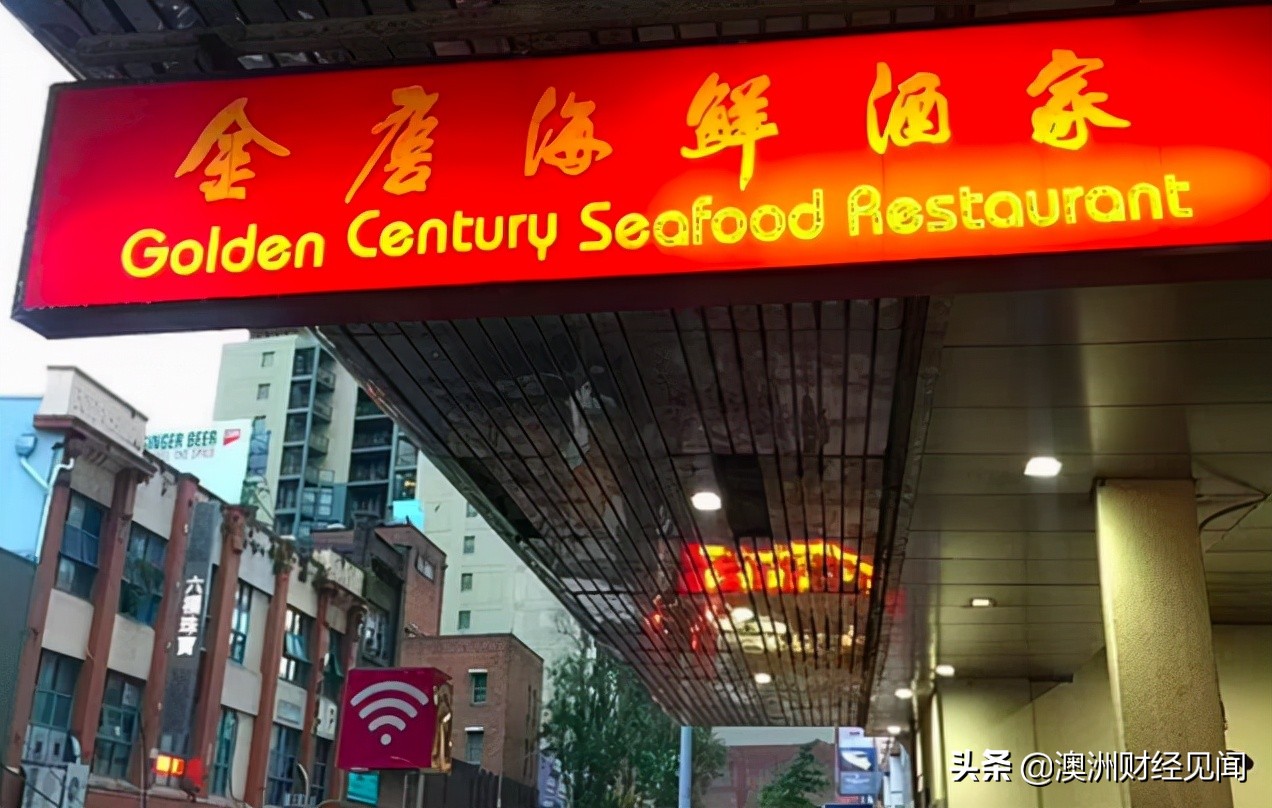 金唐海鲜酒家
Golden Century Seafood Restaurant
GINGER BEER
六福珠寶
头条 @澳洲财经见闻